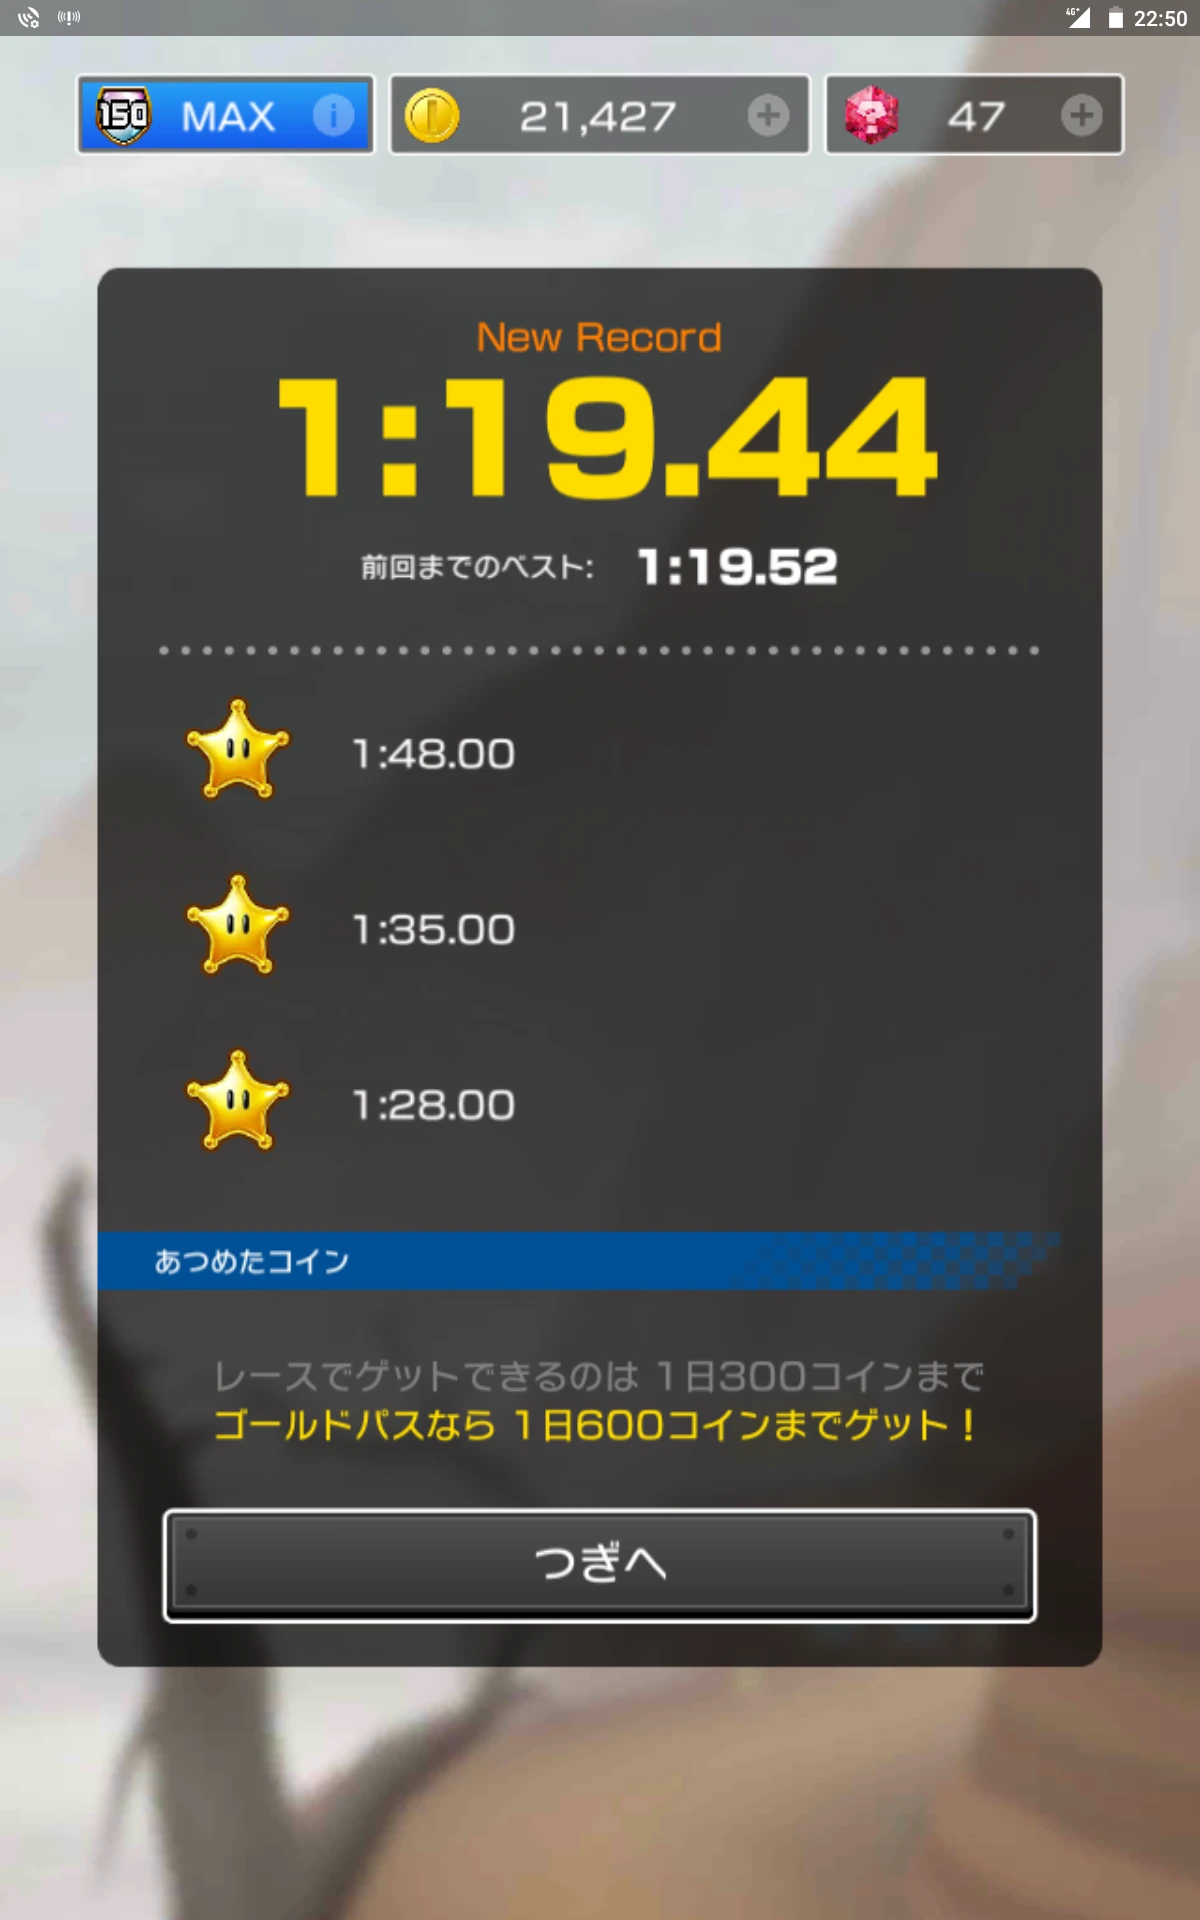 4G+ 22:50
150 MAX i 21,427 + 47 +
New Record
1:19.44
前回までのベスト: 1:19.52
1:48.00
1:35.00
1:28.00
あつめたコイン
レースでゲットできるのは 1日300コインまで
ゴールドパスなら 1日600コインまでゲット！
つぎへ